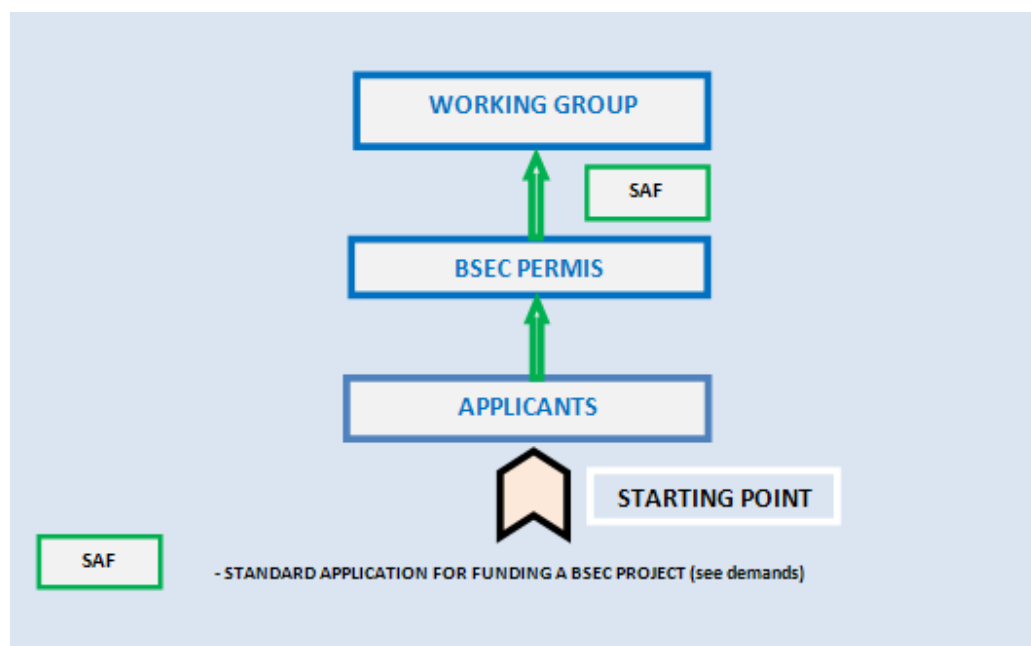 WORKING GROUP
SAF
BSEC PERMIS
APPLICANTS
STARTING POINT
SAF
- STANDARD APPLICATION FOR FUNDING A BSEC PROJECT (see demands)